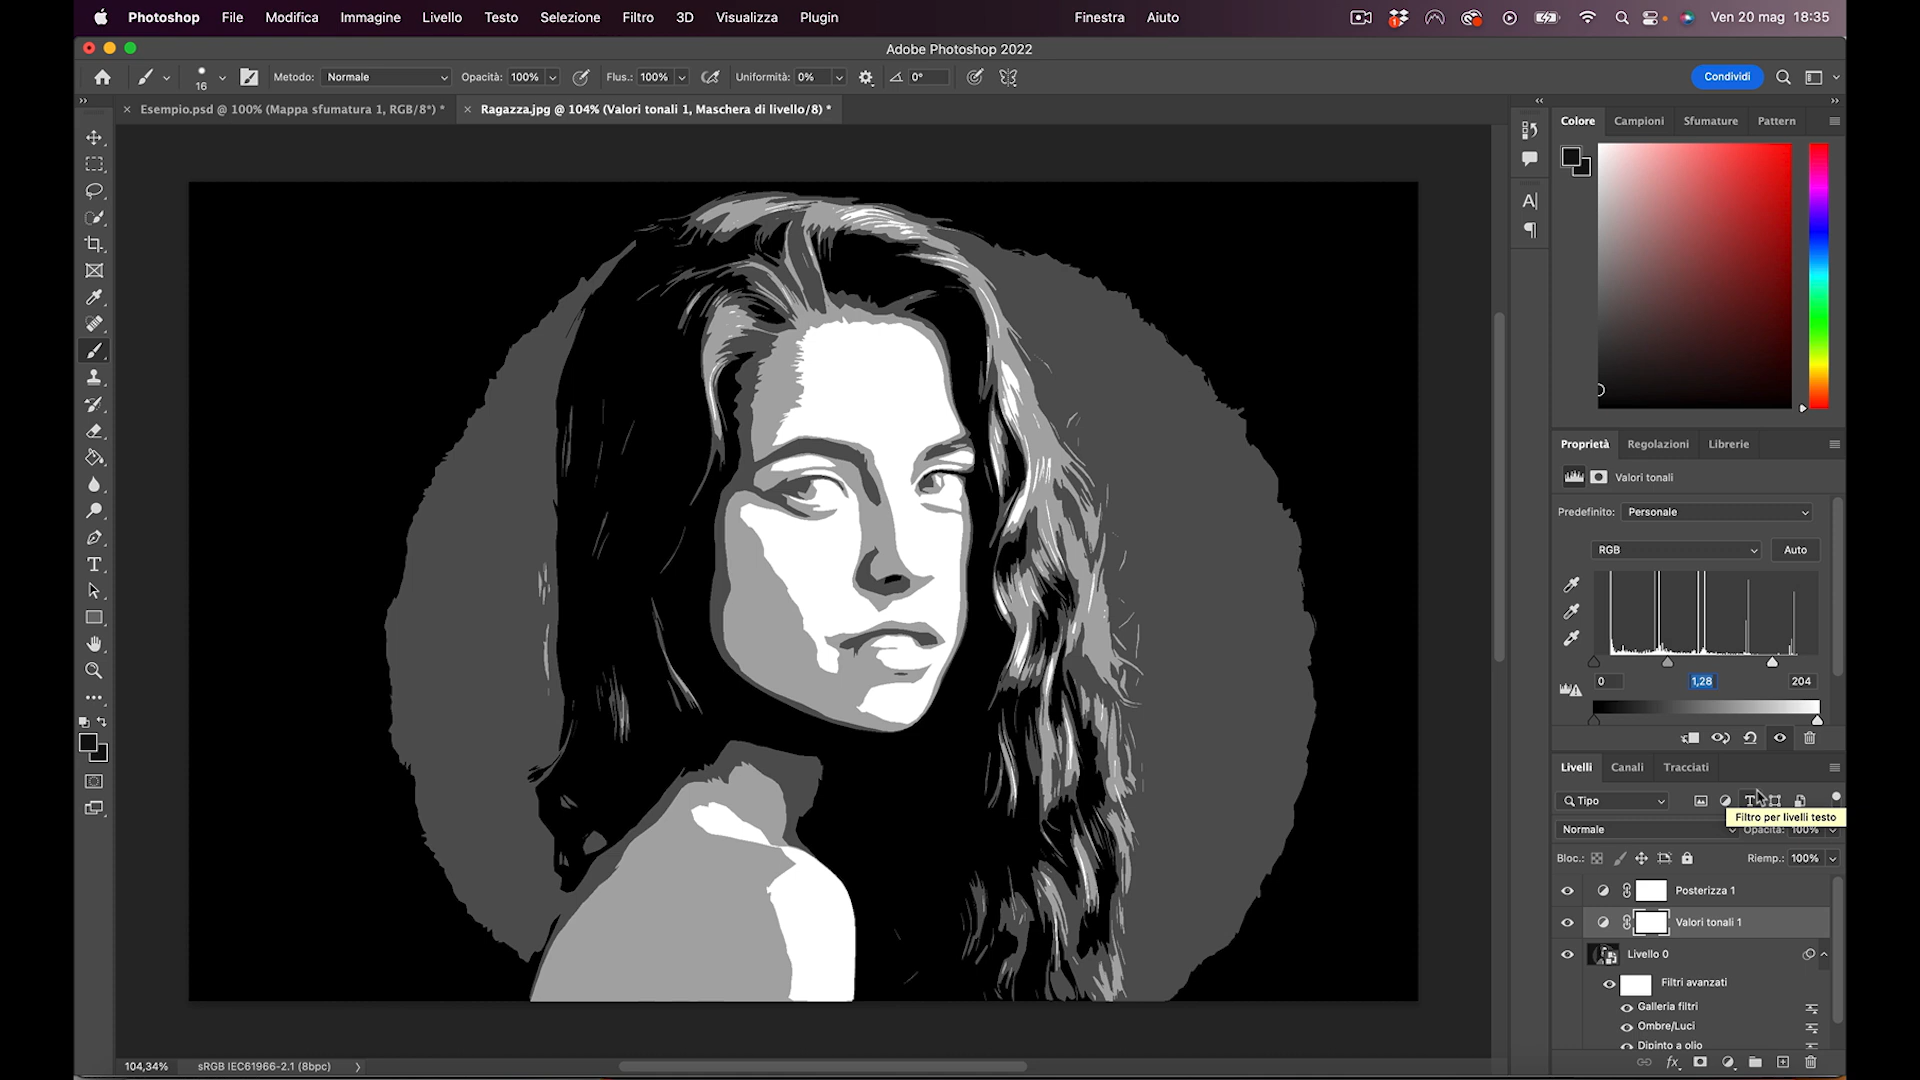 Photoshop File Modifica Immagine Livello Testo Selezione Filtro 3D Visualizza Plugin Finestra Aiuto 1 Ven 20 mag 18:35
Adobe Photoshop 2022
16 Metodo: Normale Opacità: 100% Flus.: 100% Uniformità: 0% 0° Condividi
Esempio.psd @ 100% (Mappa sfumatura 1, RGB/8*) * Ragazza.jpg @ 104% (Valori tonali 1, Maschera di livello/8) *
Colore Campioni Sfumature Pattern
Proprietà Regolazioni Librerie
Valori tonali
Predefinito: Personale
RGB Auto
0 1,28 204
Livelli Canali Tracciati
Tipo
Filtro per livelli testo
Normale Opacità: 100%
Bloc.: Riemp.: 100%
Posterizza 1
Valori tonali 1
Livello 0
Filtri avanzati
Galleria filtri
Ombre/Luci
Dipinto a olio
fx
104,34% sRGB IEC61966-2.1 (8bpc)